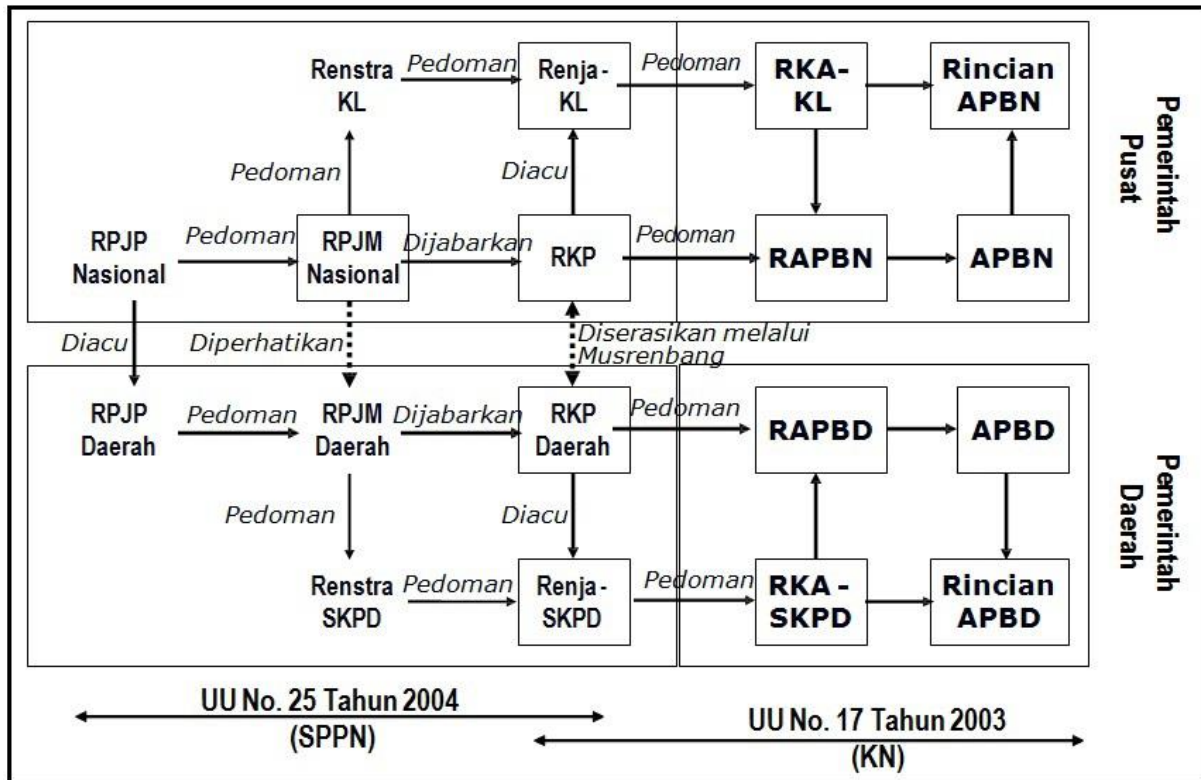 Renstra
KL
Pedoman
Renja-
KL
Pedoman
RKA-
KL
Rincian
APBN
Pemerintah
Pusat
Pedoman
Diacu
RPJP
Nasional
Pedoman
RPJM
Nasional
Dijabarkan
RKP
Pedoman
RAPBN
APBN
Diacu
Diperhatikan
Diserasikan melalui
Musrenbang
RPJP
Daerah
Pedoman
RPJM
Daerah
Dijabarkan
RKP
Daerah
Pedoman
RAPBD
APBD
Pemerintah
Daerah
Pedoman
Diacu
Renstra
SKPD
Pedoman
Renja -
SKPD
Pedoman
RKA -
SKPD
Rincian
APBD
UU No. 25 Tahun 2004
(SPPN)
UU No. 17 Tahun 2003
(KN)